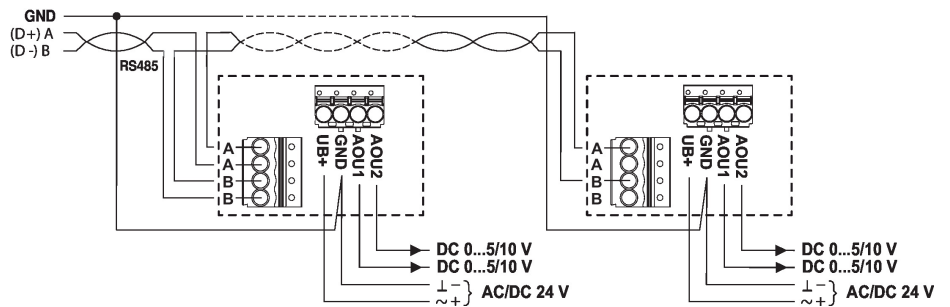 GND
(D+) A
(D -) B
RS485
UB+
GND
AOU1
AOU2
A
A
B
B
DC 0...5/10 V
DC 0...5/10 V
⊥ −
~ +
AC/DC 24 V
UB+
GND
AOU1
AOU2
A
A
B
B
DC 0...5/10 V
DC 0...5/10 V
⊥ −
~ +
AC/DC 24 V